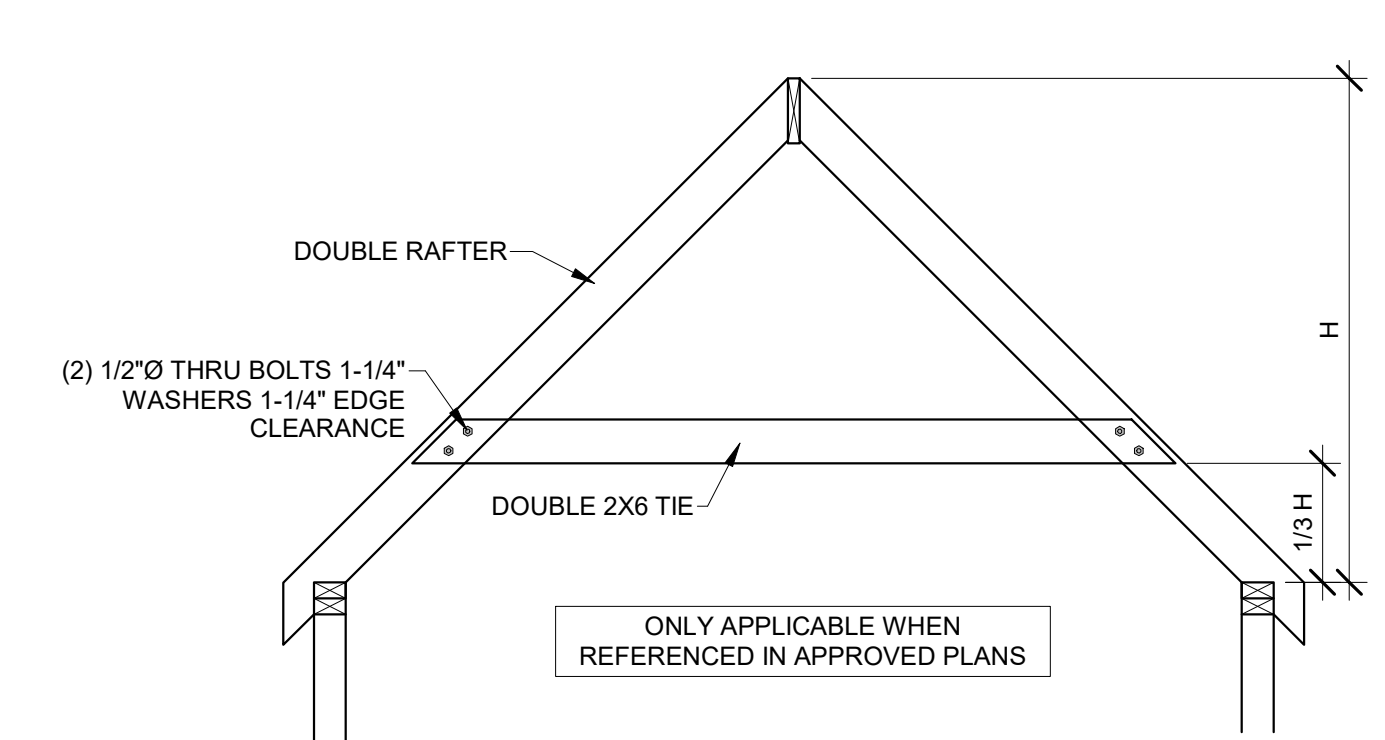 DOUBLE RAFTER
(2) 1/2"Ø THRU BOLTS 1-1/4"
WASHERS 1-1/4" EDGE
CLEARANCE
DOUBLE 2X6 TIE
H
1/3 H
ONLY APPLICABLE WHEN
REFERENCED IN APPROVED PLANS